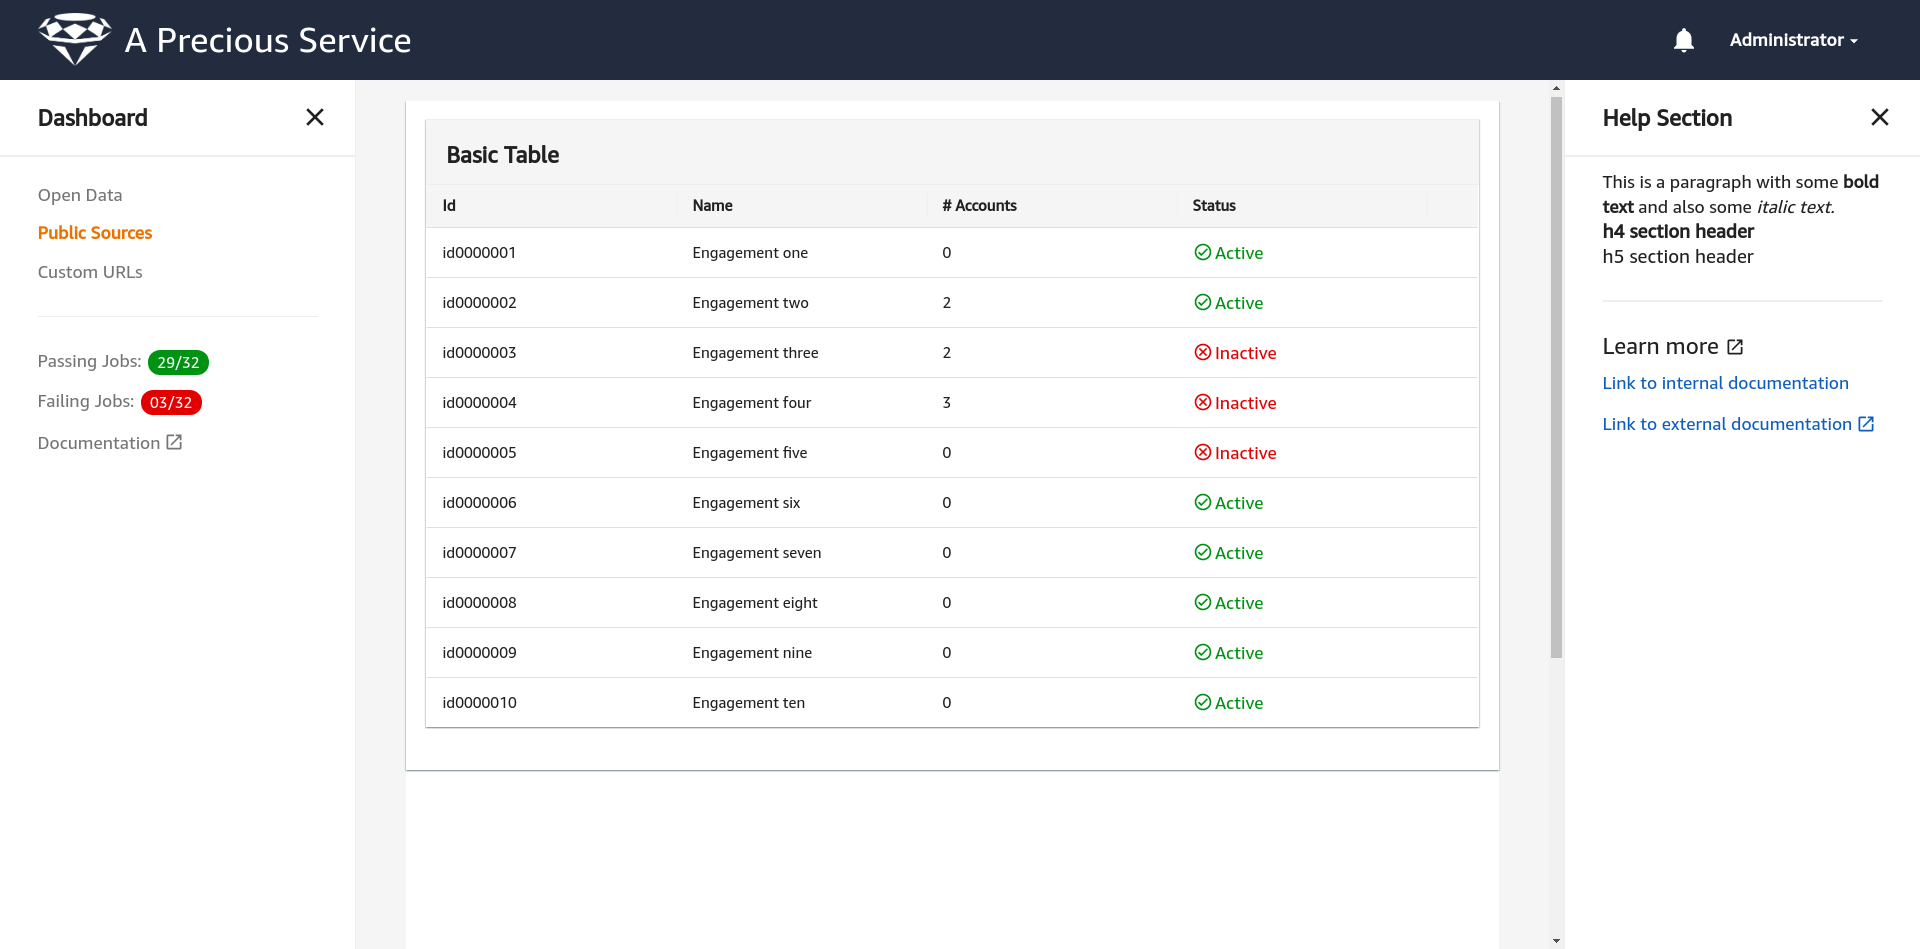 A Precious Service
Administrator
Dashboard
Open Data
Public Sources
Custom URLs
Passing Jobs: 29/32
Failing Jobs: 03/32
Documentation
Basic Table
Id Name # Accounts Status
id0000001 Engagement one 0 Active
id0000002 Engagement two 2 Active
id0000003 Engagement three 2 Inactive
id0000004 Engagement four 3 Inactive
id0000005 Engagement five 0 Inactive
id0000006 Engagement six 0 Active
id0000007 Engagement seven 0 Active
id0000008 Engagement eight 0 Active
id0000009 Engagement nine 0 Active
id0000010 Engagement ten 0 Active
Help Section
This is a paragraph with some bold
text and also some italic text.
h4 section header
h5 section header
Learn more
Link to internal documentation
Link to external documentation